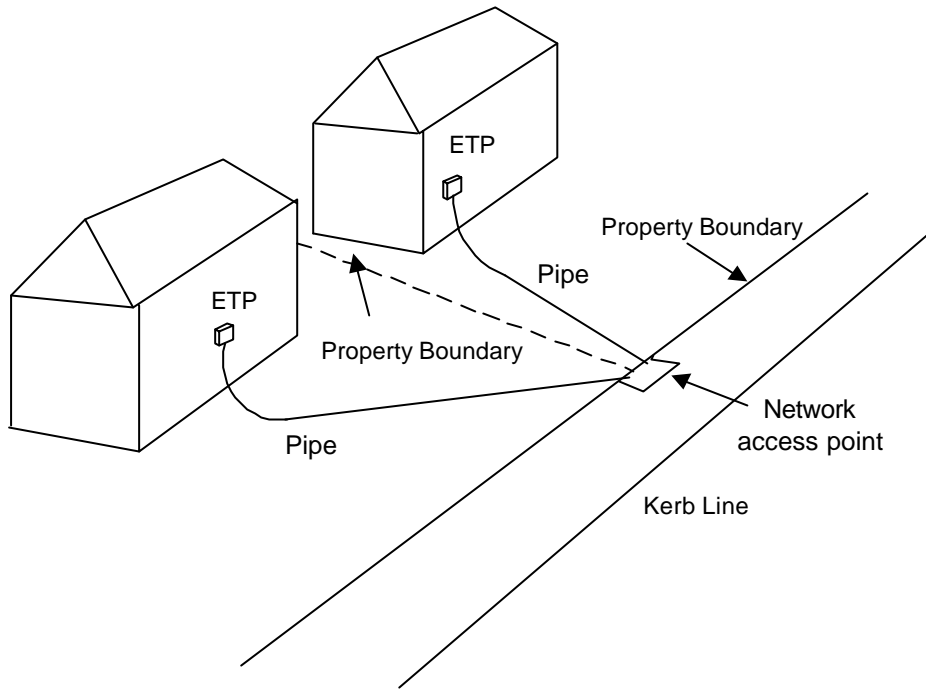 ETP
Property Boundary
Pipe
ETP
Property Boundary
Network
access point
Pipe
Kerb Line